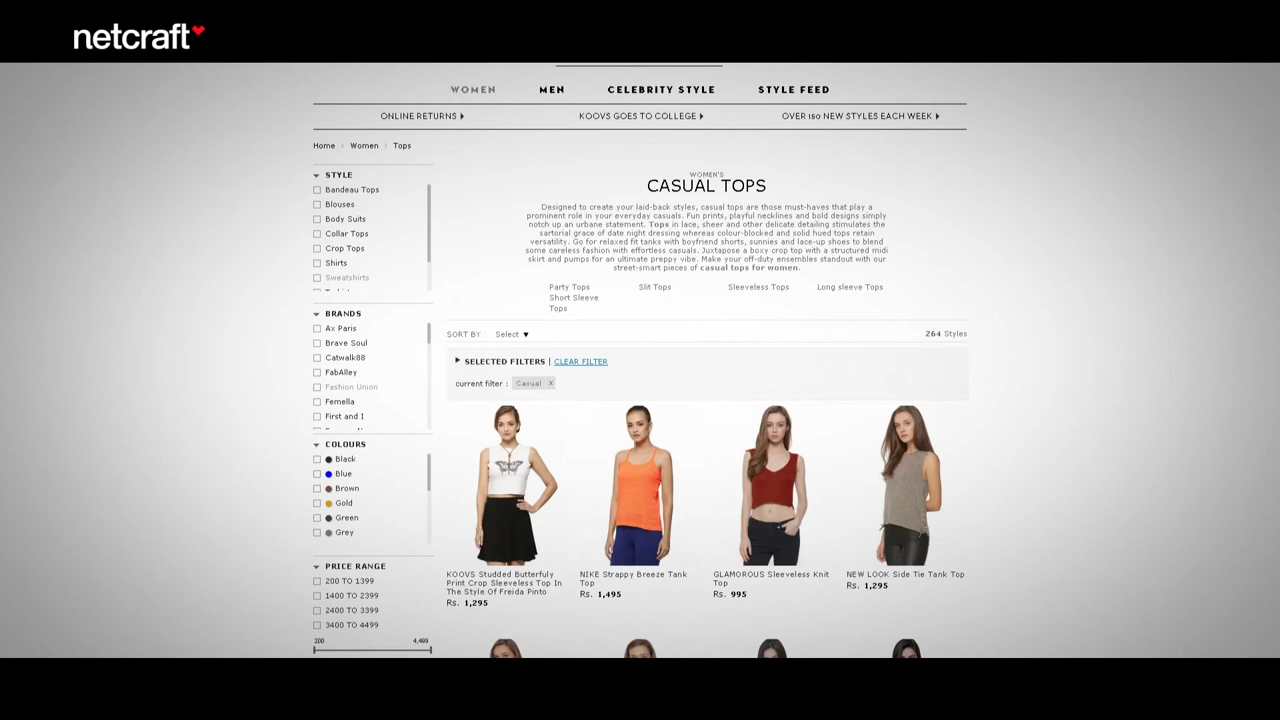 netcraft
WOMEN MEN CELEBRITY STYLE STYLE FEED
ONLINE RETURNS KOOVS GOES TO COLLEGE OVER 150 NEW STYLES EACH WEEK
Home Women Tops
STYLE
Bandeau Tops
Blouses
Body Suits
Collar Tops
Crop Tops
Shirts
Sweatshirts
BRANDS
Ax Paris
Brave Soul
Catwalk88
FabAlley
Fashion Union
Femella
First and I
COLOURS
Black
Blue
Brown
Gold
Green
Grey
PRICE RANGE
200 TO 1399
1400 TO 2399
2400 TO 3399
3400 TO 4499
200 4,499
WOMEN'S
CASUAL TOPS
Designed to create your laid-back styles, casual tops are those must-haves that play a
prominent role in your everyday casuals. Fun prints, playful necklines and bold designs simply
notch up an urbane statement. Tops in lace, sheer and other delicate detailing stimulates the
sartorial grace of date night dressing whereas colour-blocked and solid hued tops retain
versatility. Go for relaxed fit tanks with boyfriend shorts, sunnies and lace-up shoes to blend
some careless fashion with effortless casuals. Juxtapose a boxy crop top with a structured midi
skirt and pumps for an ultimate preppy vibe. Make your off-duty ensembles standout with our
street-smart pieces of casual tops for women.
Party Tops Slit Tops Sleeveless Tops Long sleeve Tops
Short Sleeve
Tops
SORT BY : Select 264 Styles
SELECTED FILTERS | CLEAR FILTER
current filter : Casual X
KOOVS Studded Butterfuly
Print Crop Sleeveless Top In
The Style Of Freida Pinto
Rs. 1,295
NIKE Strappy Breeze Tank
Top
Rs. 1,495
GLAMOROUS Sleeveless Knit
Top
Rs. 995
NEW LOOK Side Tie Tank Top
Rs. 1,295